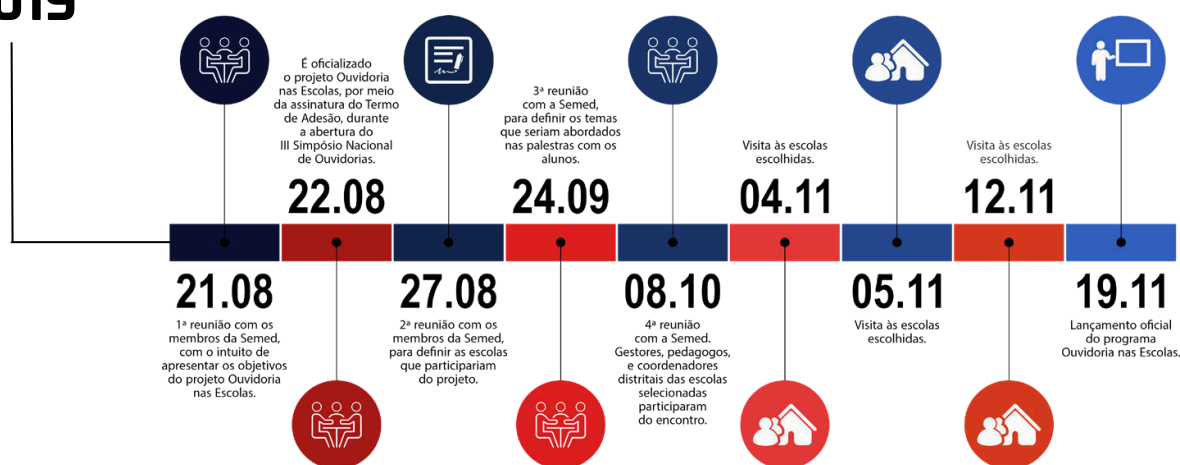 2019
21.08
1ª reunião com os
membros da Semed,
com o intuito de
apresentar os objetivos
do projeto Ouvidoria
nas Escolas.
É oficializado
o projeto Ouvidoria
nas Escolas, por meio
da assinatura do Termo
de Adesão, durante
a abertura do
III Simpósio Nacional
de Ouvidorias.
22.08
27.08
2ª reunião com os
membros da Semed,
para definir as escolas
que participariam
do projeto.
3ª reunião
com a Semed,
para definir os temas
que seriam abordados
nas palestras com os
alunos.
24.09
08.10
4ª reunião
com a Semed.
Gestores, pedagogos,
e coordenadores
distritais das escolas
selecionadas
participaram
do encontro.
Visita às escolas
escolhidas.
04.11
05.11
Visita às escolas
escolhidas.
Visita às escolas
escolhidas.
12.11
19.11
Lançamento oficial
do programa
Ouvidoria nas Escolas.